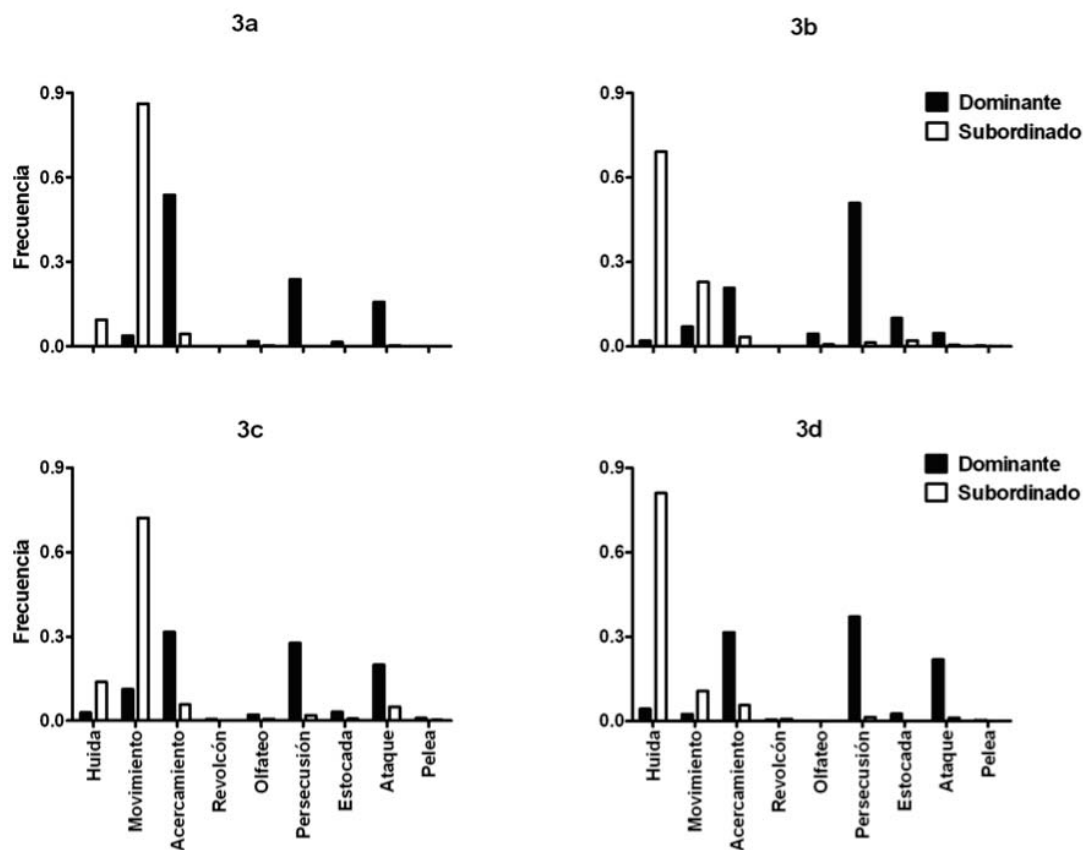 3a
3b
0.9
0.6
0.3
0.0
Frecuencia
0.9
0.6
0.3
0.0
Dominante
Subordinado
3c
3d
0.9
0.6
0.3
0.0
Frecuencia
Huida
Movimiento
Acercamiento
Revolcón
Olfateo
Persecusión
Estocada
Ataque
Pelea
0.9
0.6
0.3
0.0
Dominante
Subordinado
Huida
Movimiento
Acercamiento
Revolcón
Olfateo
Persecusión
Estocada
Ataque
Pelea